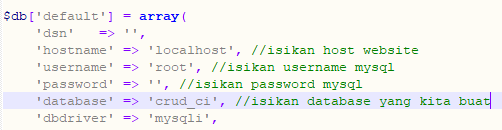 $db['default'] = array(
'dsn'   => '',
'hostname' => 'localhost', //isikan host website
'username' => 'root', //isikan username mysql
'password' => '', //isikan password mysql
'database' => 'crud_ci', //isikan database yang kita buat
'dbdriver' => 'mysqli',